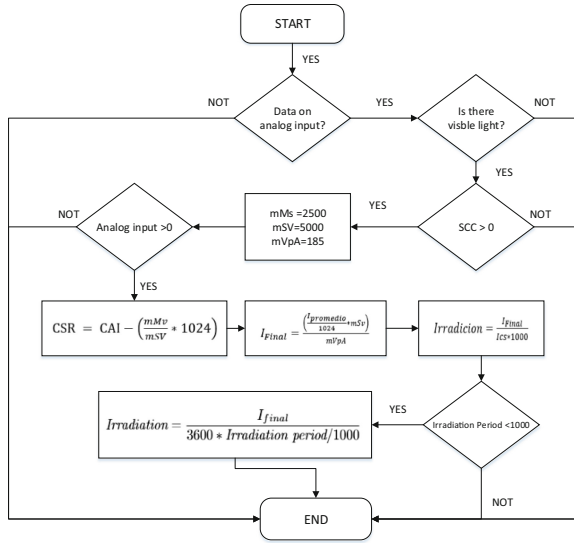 START
YES
NOT
Data on
analog input?
YES
Is there
visble light?
NOT
YES
NOT
Analog input >0
mMs =2500
mSV=5000
mVpA=185
YES
SCC > 0
NOT
YES
CSR = CAI − (mMv/mSV * 1024)
I_Final = ((I_promedio/1024)*mSv)/mVpA
Irradicion = I_Final/(Ics*1000)
Irradiation = I_final/(3600 * Irradiation period/1000)
YES
Irradiation Period <1000
NOT
END